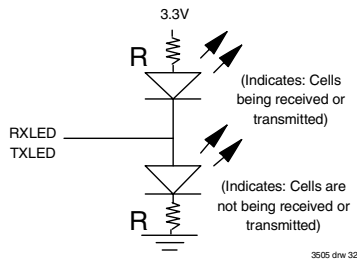 3.3V
R
(Indicates: Cells
being received or
transmitted)
RXLED
TXLED
(Indicates: Cells are
not being received or
transmitted)
R
3505 drw 32